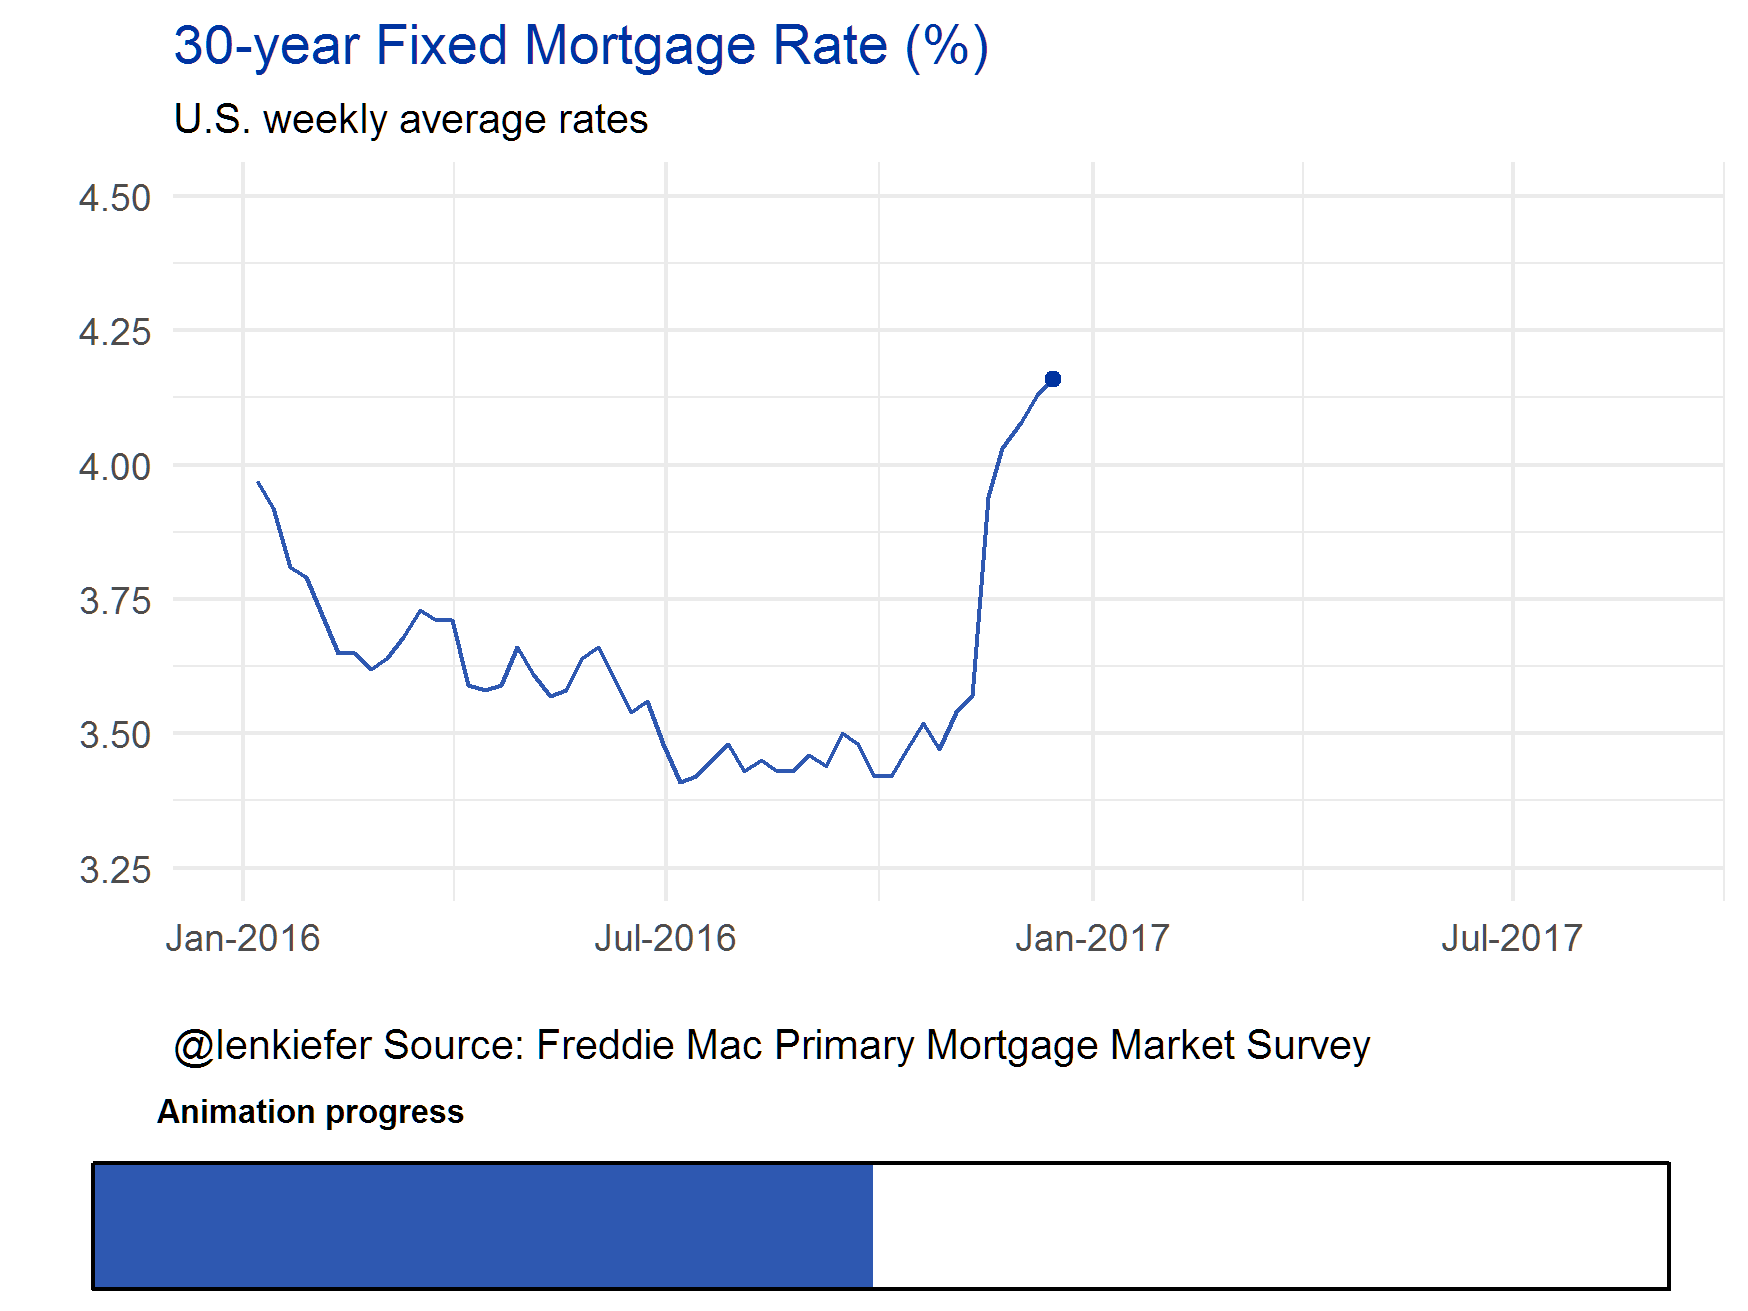 30-year Fixed Mortgage Rate (%)
U.S. weekly average rates
4.50
4.25
4.00
3.75
3.50
3.25
Jan-2016 Jul-2016 Jan-2017 Jul-2017
@lenkiefer Source: Freddie Mac Primary Mortgage Market Survey
Animation progress